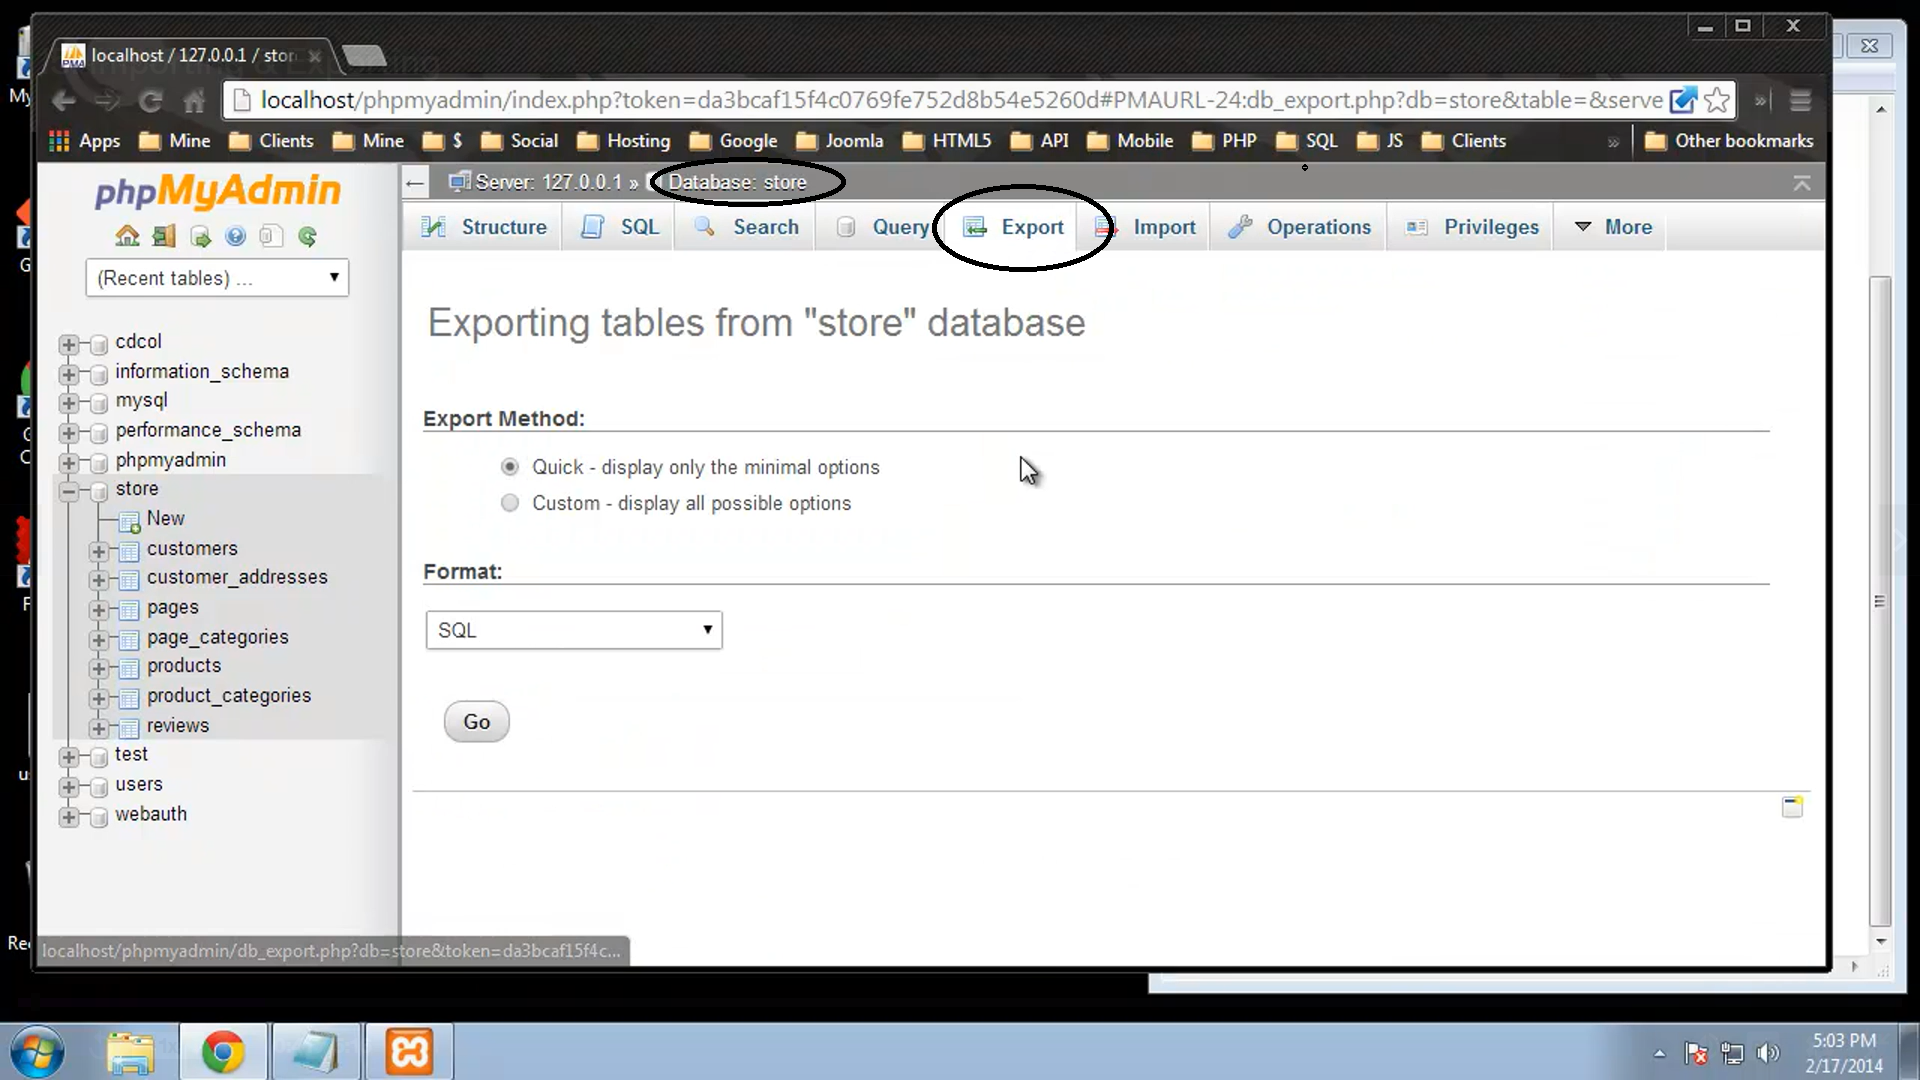 localhost / 127.0.0.1 / stor
Importing & Exporting
localhost/phpmyadmin/index.php?token=da3bcaf15f4c0769fe752d8b54e5260d#PMAURL-24:db_export.php?db=store&table=&serve
Apps Mine Clients Mine $ Social Hosting Google Joomla HTML5 API Mobile PHP SQL JS Clients » Other bookmarks
phpMyAdmin
Server: 127.0.0.1 » Database: store
Structure SQL Search Query Export Import Operations Privileges More
(Recent tables) ...
Exporting tables from "store" database
cdcol
information_schema
mysql
performance_schema
phpmyadmin
store
New
customers
customer_addresses
pages
page_categories
products
product_categories
reviews
test
users
webauth
Export Method:
Quick - display only the minimal options
Custom - display all possible options
Format:
SQL
Go
localhost/phpmyadmin/db_export.php?db=store&token=da3bcaf15f4c...
5:03 PM
2/17/2014